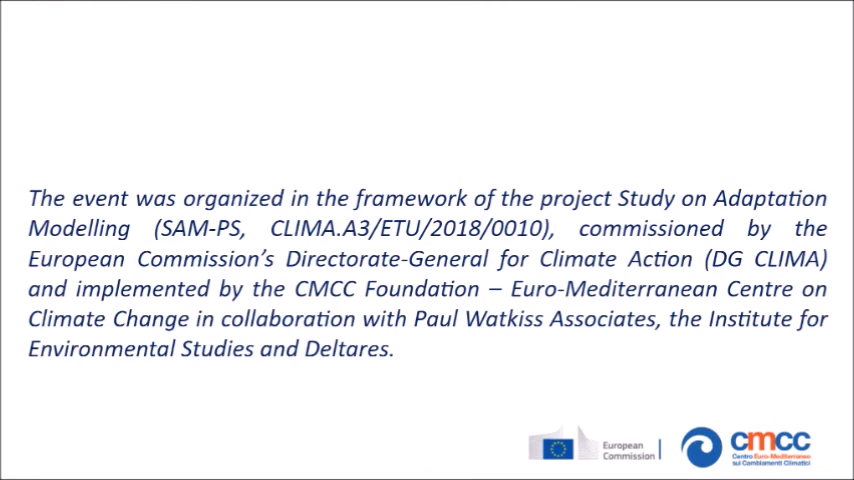 The event was organized in the framework of the project Study on Adaptation
Modelling (SAM-PS, CLIMA.A3/ETU/2018/0010), commissioned by the
European Commission's Directorate-General for Climate Action (DG CLIMA)
and implemented by the CMCC Foundation – Euro-Mediterranean Centre on
Climate Change in collaboration with Paul Watkiss Associates, the Institute for
Environmental Studies and Deltares.
European
Commission
cmcc
Centro Euro-Mediterraneo
sui Cambiamenti Climatici